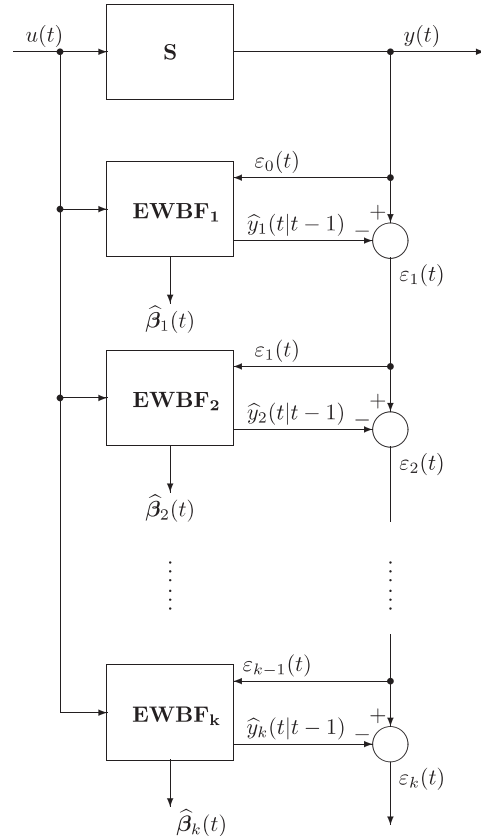 u(t)
S
y(t)
ε₀(t)
EWBF₁
ŷ₁(t|t − 1)
+
−
ε₁(t)
β̂₁(t)
ε₁(t)
EWBF₂
ŷ₂(t|t − 1)
+
−
ε₂(t)
β̂₂(t)
εₖ₋₁(t)
EWBFₖ
ŷₖ(t|t − 1)
+
−
εₖ(t)
β̂ₖ(t)